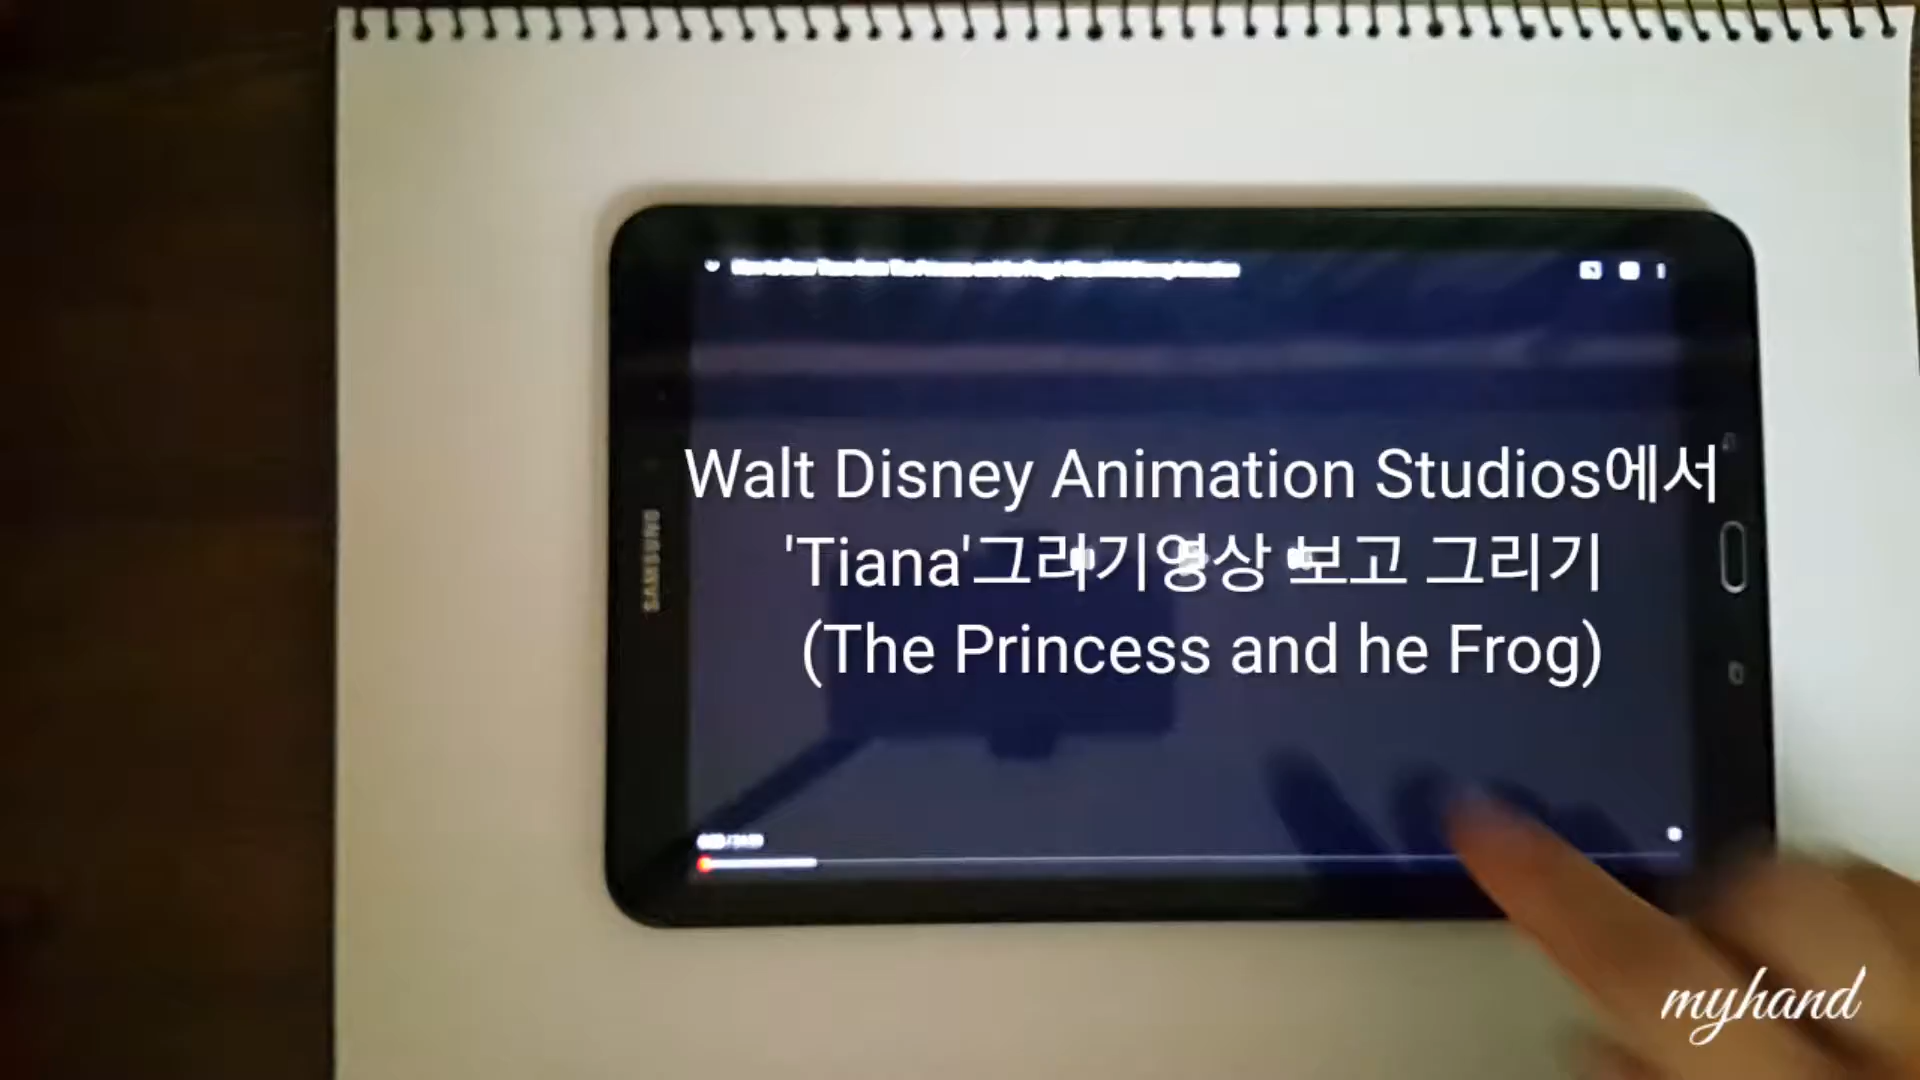 Walt Disney Animation Studios에서
'Tiana'그리기영상 보고 그리기
(The Princess and he Frog)
SAMSUNG
myhand